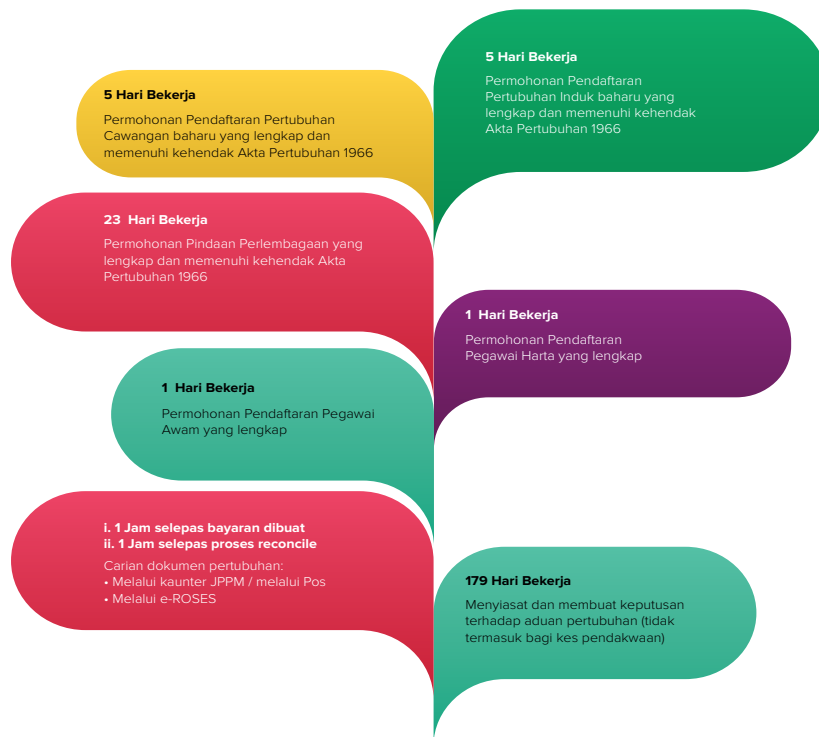 5 Hari Bekerja
Permohonan Pendaftaran
Pertubuhan Induk baharu yang
lengkap dan memenuhi kehendak
Akta Pertubuhan 1966
5 Hari Bekerja
Permohonan Pendaftaran Pertubuhan
Cawangan baharu yang lengkap dan
memenuhi kehendak Akta Pertubuhan 1966
23 Hari Bekerja
Permohonan Pindaan Perlembagaan yang
lengkap dan memenuhi kehendak Akta
Pertubuhan 1966
1 Hari Bekerja
Permohonan Pendaftaran
Pegawai Harta yang lengkap
1 Hari Bekerja
Permohonan Pendaftaran Pegawai
Awam yang lengkap
i. 1 Jam selepas bayaran dibuat
ii. 1 Jam selepas proses reconcile
Carian dokumen pertubuhan:
• Melalui kaunter JPPM / melalui Pos
• Melalui e-ROSES
179 Hari Bekerja
Menyiasat dan membuat keputusan
terhadap aduan pertubuhan (tidak
termasuk bagi kes pendakwaan)